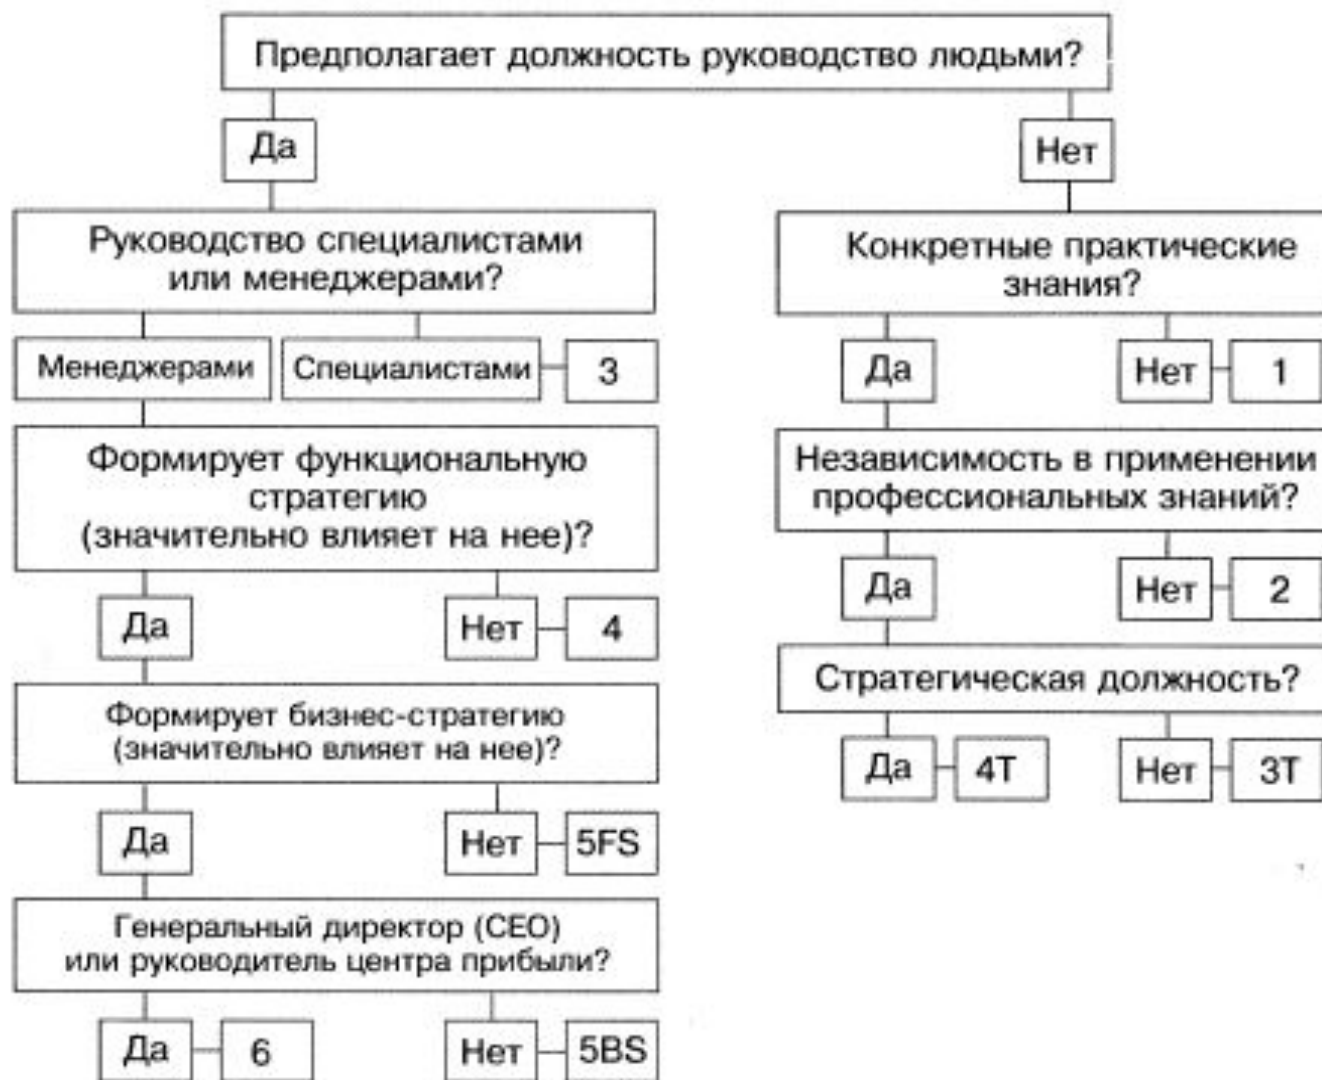 Предполагает должность руководство людьми?
Да
Нет
Руководство специалистами
или менеджерами?
Конкретные практические
знания?
Менеджерами
Специалистами
3
Да
Нет
1
Формирует функциональную
стратегию
(значительно влияет на нее)?
Независимость в применении
профессиональных знаний?
Да
Нет
4
Да
Нет
2
Формирует бизнес-стратегию
(значительно влияет на нее)?
Стратегическая должность?
Да
4Т
Нет
3Т
Да
Нет
5FS
Генеральный директор (CEO)
или руководитель центра прибыли?
Да
6
Нет
5BS